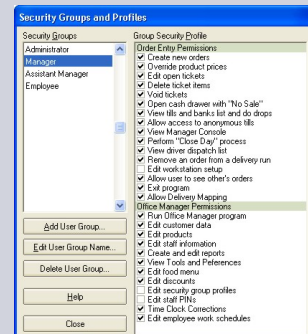 Security Groups and Profiles
Security Groups
Administrator
Manager
Assistant Manager
Employee
Add User Group...
Edit User Group Name...
Delete User Group...
Help
Close
Group Security Profile
Order Entry Permissions
Create new orders
Override product prices
Edit open tickets
Delete ticket items
Void tickets
Open cash drawer with "No Sale"
View tills and banks list and do drops
Allow access to anonymous tills
View Manager Console
Perform "Close Day" process
View driver dispatch list
Remove an order from a delivery run
Edit workstation setup
Allow user to see other's orders
Exit program
Allow Delivery Mapping
Office Manager Permissions
Run Office Manager program
Edit customer data
Edit products
Edit staff information
Create and edit reports
View Tools and Peferences
Edit food menu
Edit discounts
Edit security group profiles
Edit staff PINs
Time Clock Corrections
Edit employee work schedules